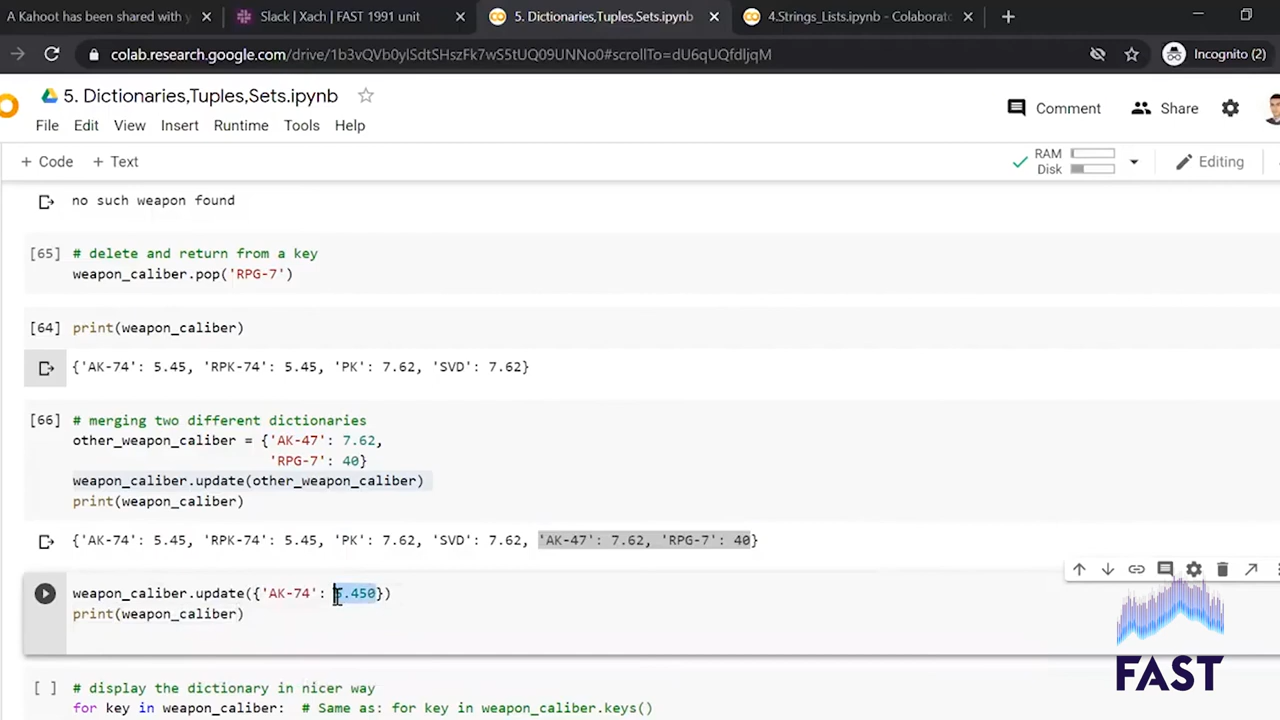 A Kahoot has been shared with
Slack | Xach | FAST 1991 unit
5. Dictionaries,Tuples,Sets.ipynb
4.Strings_Lists.ipynb - Colaborato
colab.research.google.com/drive/1b3vQVb0ylSdtSHszFk7wS5tUQ09UNNo0#scrollTo=dU6qUQfdIjqM
Incognito (2)
5. Dictionaries,Tuples,Sets.ipynb
Comment
Share
File Edit View Insert Runtime Tools Help
+ Code + Text
RAM
Disk
Editing
no such weapon found
[65] # delete and return from a key
weapon_caliber.pop('RPG-7')
[64] print(weapon_caliber)
{'AK-74': 5.45, 'RPK-74': 5.45, 'PK': 7.62, 'SVD': 7.62}
[66] # merging two different dictionaries
other_weapon_caliber = {'AK-47': 7.62,
'RPG-7': 40}
weapon_caliber.update(other_weapon_caliber)
print(weapon_caliber)
{'AK-74': 5.45, 'RPK-74': 5.45, 'PK': 7.62, 'SVD': 7.62, 'AK-47': 7.62, 'RPG-7': 40}
weapon_caliber.update({'AK-74': 5.450})
print(weapon_caliber)
[ ] # display the dictionary in nicer way
for key in weapon_caliber: # Same as: for key in weapon_caliber.keys()
FAST